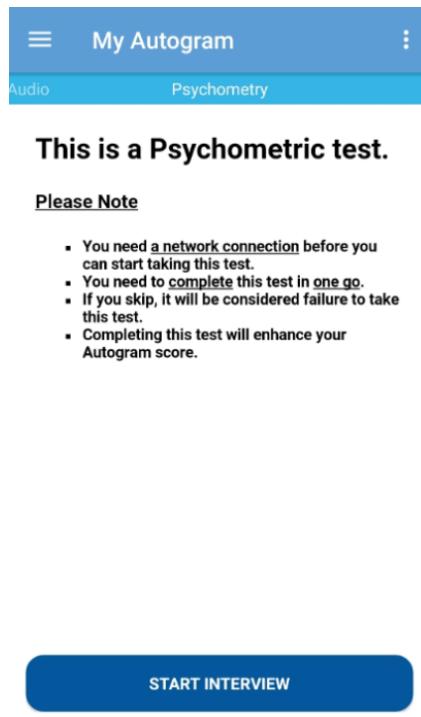 My Autogram
Audio
Psychometry
This is a Psychometric test.
Please Note
You need a network connection before you
can start taking this test.
You need to complete this test in one go.
If you skip, it will be considered failure to take
this test.
Completing this test will enhance your
Autogram score.
START INTERVIEW